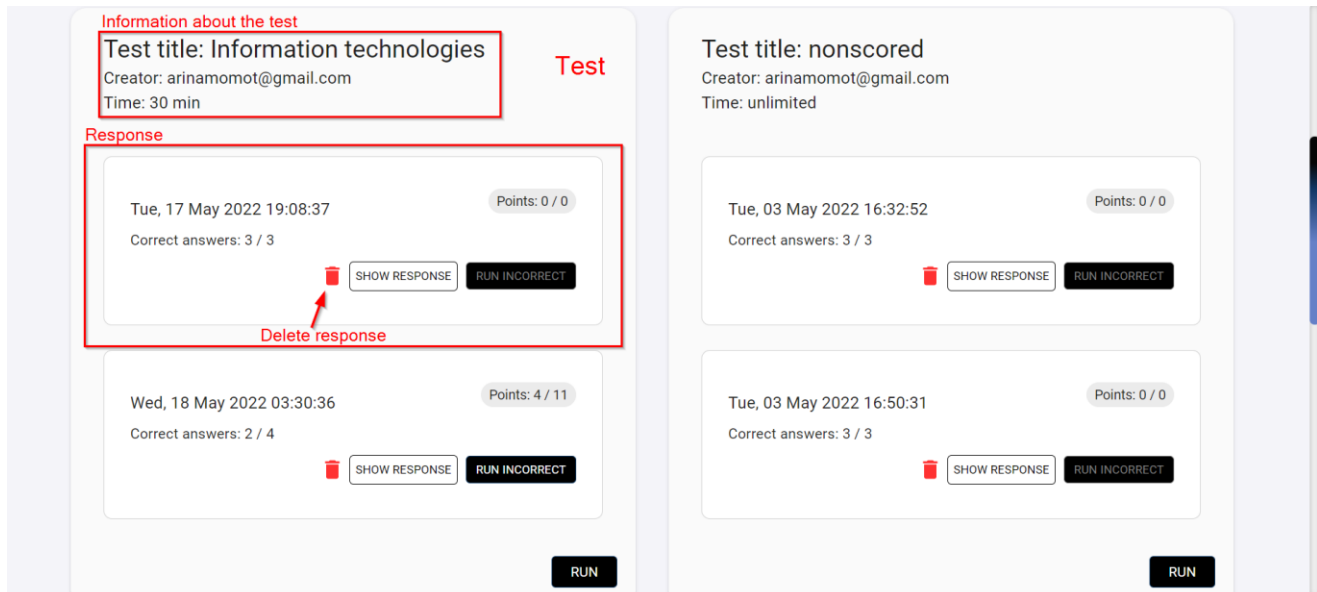 Information about the test
Test title: Information technologies
Creator: arinamomot@gmail.com
Time: 30 min
Test
Response
Tue, 17 May 2022 19:08:37
Points: 0 / 0
Correct answers: 3 / 3
SHOW RESPONSE
RUN INCORRECT
Delete response
Wed, 18 May 2022 03:30:36
Points: 4 / 11
Correct answers: 2 / 4
SHOW RESPONSE
RUN INCORRECT
RUN
Test title: nonscored
Creator: arinamomot@gmail.com
Time: unlimited
Tue, 03 May 2022 16:32:52
Points: 0 / 0
Correct answers: 3 / 3
SHOW RESPONSE
RUN INCORRECT
Tue, 03 May 2022 16:50:31
Points: 0 / 0
Correct answers: 3 / 3
SHOW RESPONSE
RUN INCORRECT
RUN